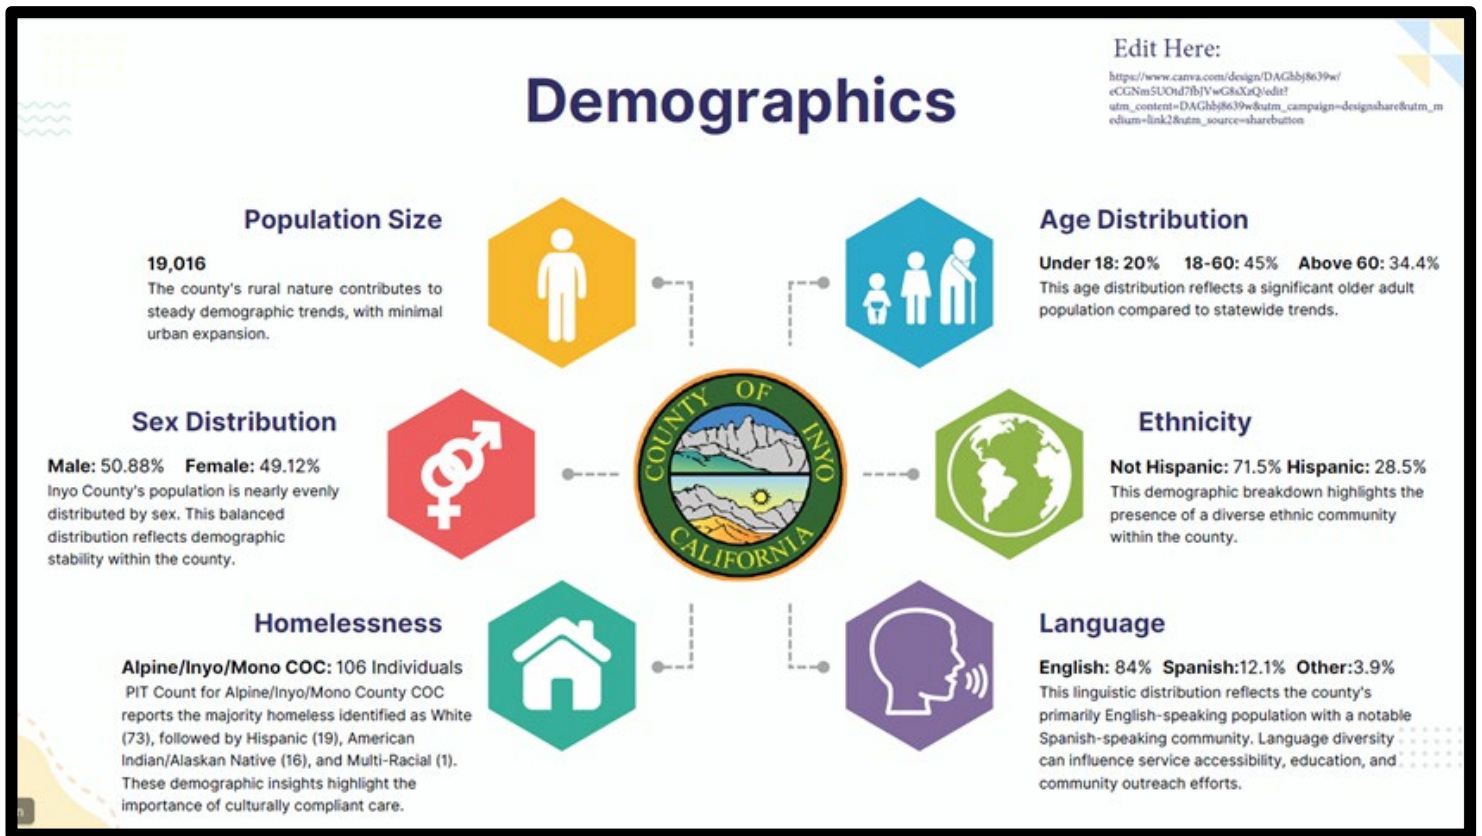 Edit Here:
https://www.canva.com/design/DAGhbj8639w/
eCGNm5UOtd7fbJVwG8sXzQ/edit?
utm_content=DAGhbj8639w&utm_campaign=designshare&utm_m
edium=link2&utm_source=sharebutton
Demographics
Population Size
19,016
The county's rural nature contributes to
steady demographic trends, with minimal
urban expansion.
Age Distribution
Under 18: 20% 18-60: 45% Above 60: 34.4%
This age distribution reflects a significant older adult
population compared to statewide trends.
Sex Distribution
Male: 50.88% Female: 49.12%
Inyo County's population is nearly evenly
distributed by sex. This balanced
distribution reflects demographic
stability within the county.
COUNTY OF INYO
CALIFORNIA
Ethnicity
Not Hispanic: 71.5% Hispanic: 28.5%
This demographic breakdown highlights the
presence of a diverse ethnic community
within the county.
Homelessness
Alpine/Inyo/Mono COC: 106 Individuals
PIT Count for Alpine/Inyo/Mono County COC
reports the majority homeless identified as White
(73), followed by Hispanic (19), American
Indian/Alaskan Native (16), and Multi-Racial (1).
These demographic insights highlight the
importance of culturally compliant care.
Language
English: 84% Spanish:12.1% Other:3.9%
This linguistic distribution reflects the county's
primarily English-speaking population with a notable
Spanish-speaking community. Language diversity
can influence service accessibility, education, and
community outreach efforts.
n